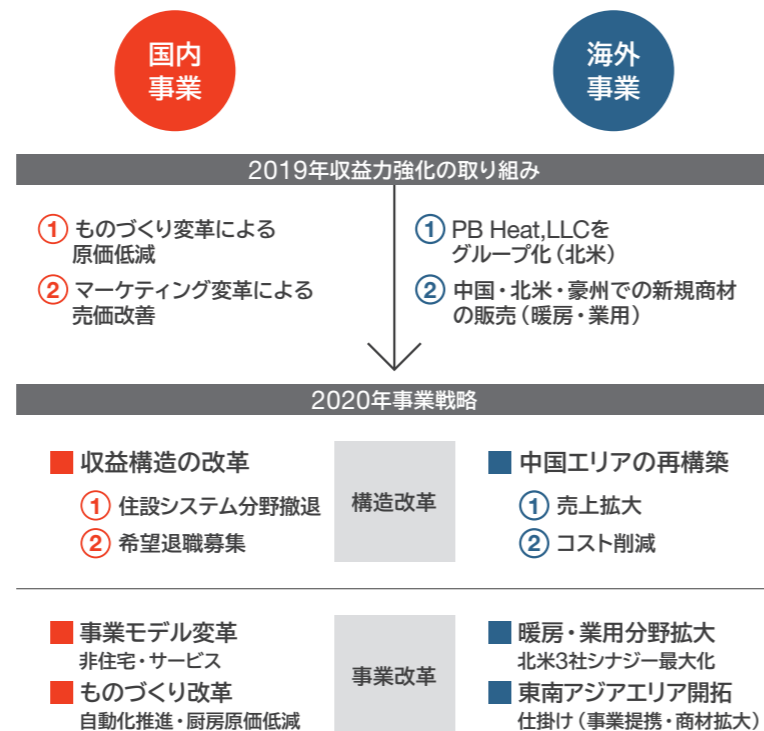 国内
事業
海外
事業
2019年収益力強化の取り組み
① ものづくり変革による
原価低減
② マーケティング変革による
売価改善
① PB Heat,LLCを
グループ化（北米）
② 中国・北米・豪州での新規商材
の販売（暖房・業用）
2020年事業戦略
■ 収益構造の改革
① 住設システム分野撤退
② 希望退職募集
構造改革
■ 中国エリアの再構築
① 売上拡大
② コスト削減
■ 事業モデル変革
非住宅・サービス
■ ものづくり改革
自動化推進・厨房原価低減
事業改革
■ 暖房・業用分野拡大
北米3社シナジー最大化
■ 東南アジアエリア開拓
仕掛け（事業提携・商材拡大）